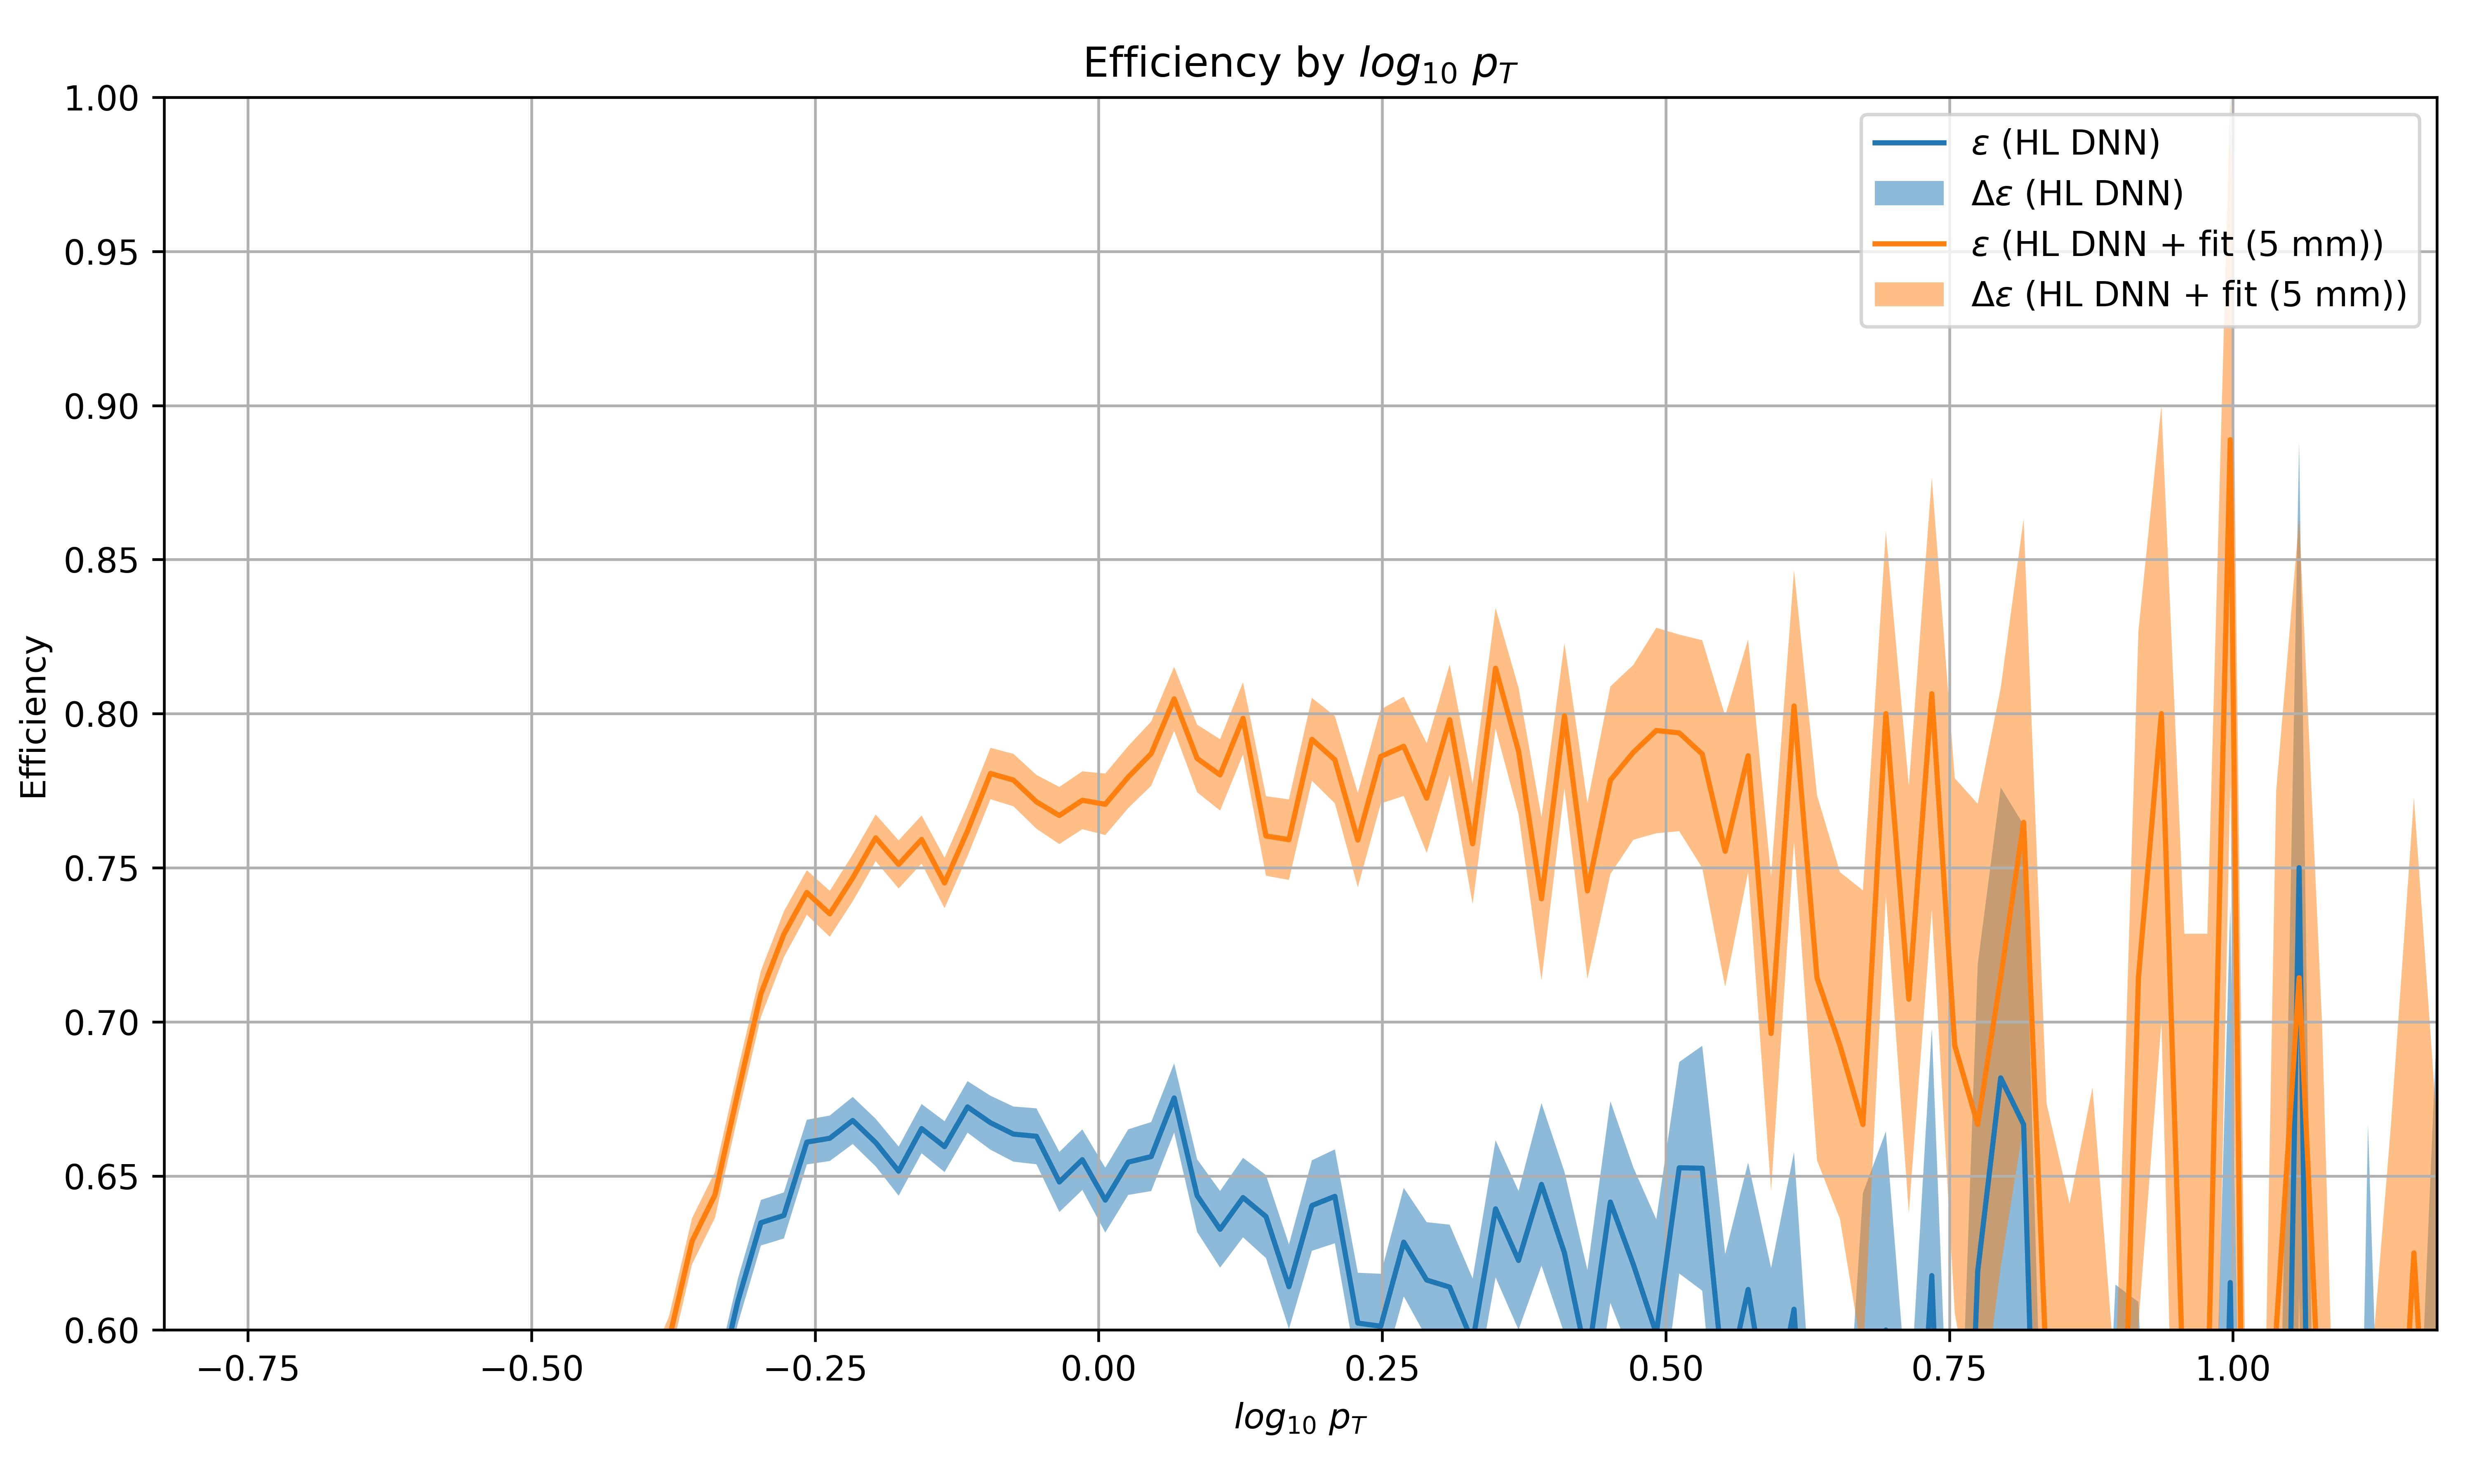 Efficiency by log₁₀ p_T
1.00
0.95
0.90
0.85
0.80
0.75
0.70
0.65
0.60
Efficiency
ε (HL DNN)
Δε (HL DNN)
ε (HL DNN + fit (5 mm))
Δε (HL DNN + fit (5 mm))
−0.75 −0.50 −0.25 0.00 0.25 0.50 0.75 1.00
log₁₀ p_T